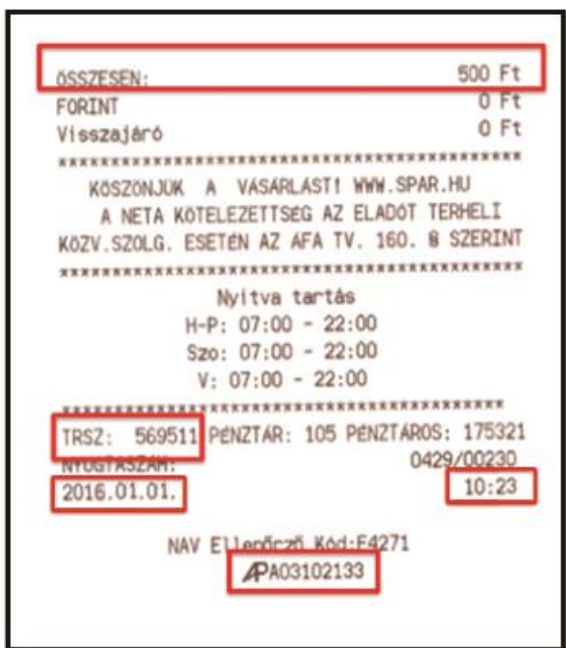 ÖSSZESEN: 500 Ft
FORINT 0 Ft
Visszajáró 0 Ft
********************************************
KÖSZÖNJÜK A VÁSÁRLÁST! WWW.SPAR.HU
A NETA KÖTELEZETTSÉG AZ ELADÓT TERHELI
KÖZV.SZOLG. ESETÉN AZ ÁFA TV. 160. § SZERINT
********************************************
Nyitva tartás
H-P: 07:00 - 22:00
Szo: 07:00 - 22:00
V: 07:00 - 22:00
******************************************
TRSZ: 569511 PÉNZTÁR: 105 PÉNZTÁROS: 175321
NYUGTASZÁM: 0429/00230
2016.01.01. 10:23
NAV Ellenőrző Kód:E4271
APA03102133